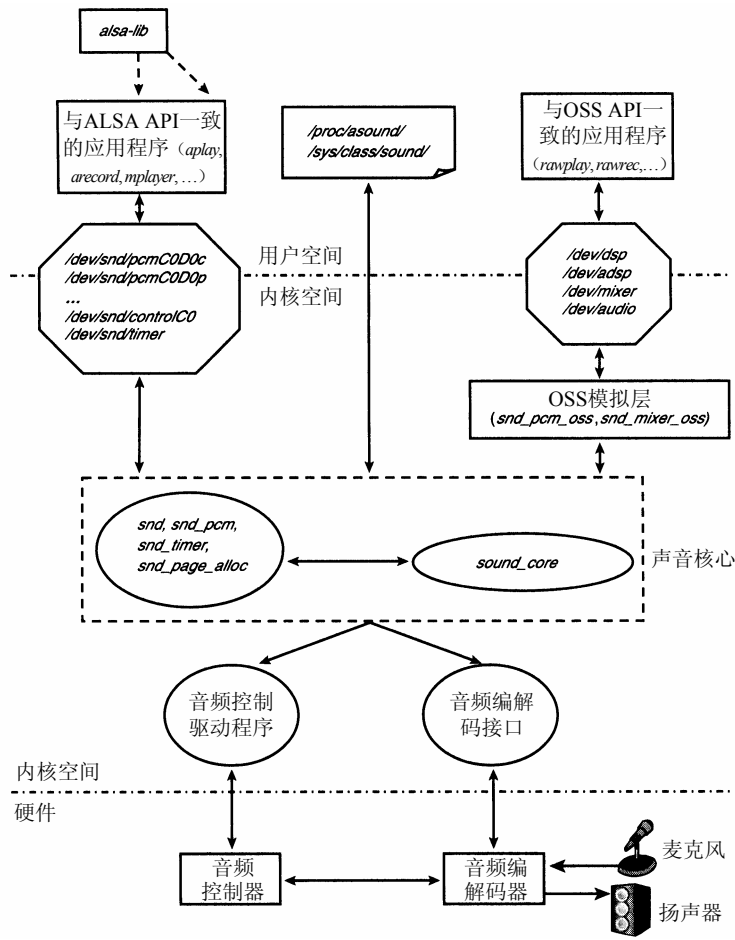 alsa-lib
与ALSA API一致
的应用程序（aplay,
arecord, mplayer, …）
/proc/asound/
/sys/class/sound/
与OSS API一
致的应用程序
（rawplay, rawrec,…）
/dev/snd/pcmC0D0c
/dev/snd/pcmC0D0p
...
/dev/snd/controlC0
/dev/snd/timer
用户空间
内核空间
/dev/dsp
/dev/adsp
/dev/mixer
/dev/audio
OSS模拟层
(snd_pcm_oss,snd_mixer_oss)
snd, snd_pcm,
snd_timer,
snd_page_alloc
sound_core
声音核心
音频控制
驱动程序
音频编解
码接口
内核空间
硬件
音频
控制器
音频编
解码器
麦克风
扬声器